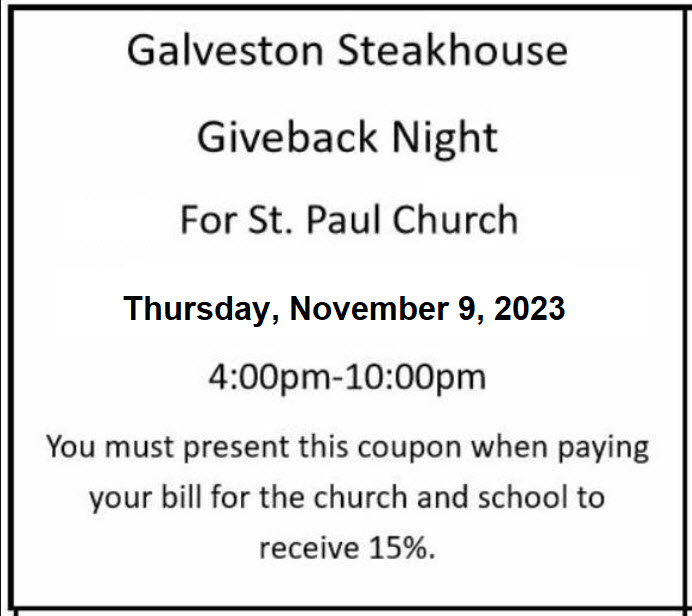 Galveston Steakhouse
Giveback Night
For St. Paul Church
Thursday, November 9, 2023
4:00pm-10:00pm
You must present this coupon when paying
your bill for the church and school to
receive 15%.